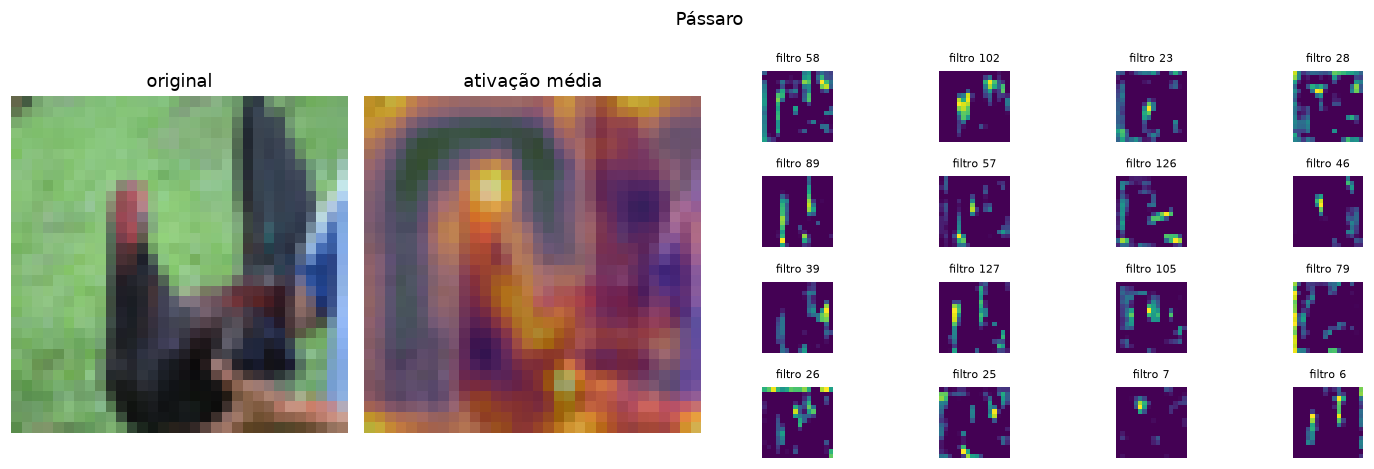 Pássaro
original
ativação média
filtro 58
filtro 102
filtro 23
filtro 28
filtro 89
filtro 57
filtro 126
filtro 46
filtro 39
filtro 127
filtro 105
filtro 79
filtro 26
filtro 25
filtro 7
filtro 6